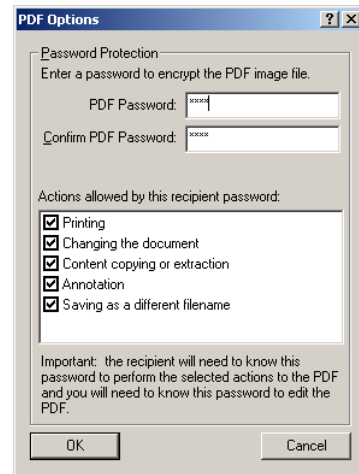 PDF Options
Password Protection
Enter a password to encrypt the PDF image file.
PDF Password: xxxx
Confirm PDF Password: xxxx
Actions allowed by this recipient password:
Printing
Changing the document
Content copying or extraction
Annotation
Saving as a different filename
Important: the recipient will need to know this
password to perform the selected actions to the PDF
and you will need to know this password to edit the
PDF.
OK Cancel